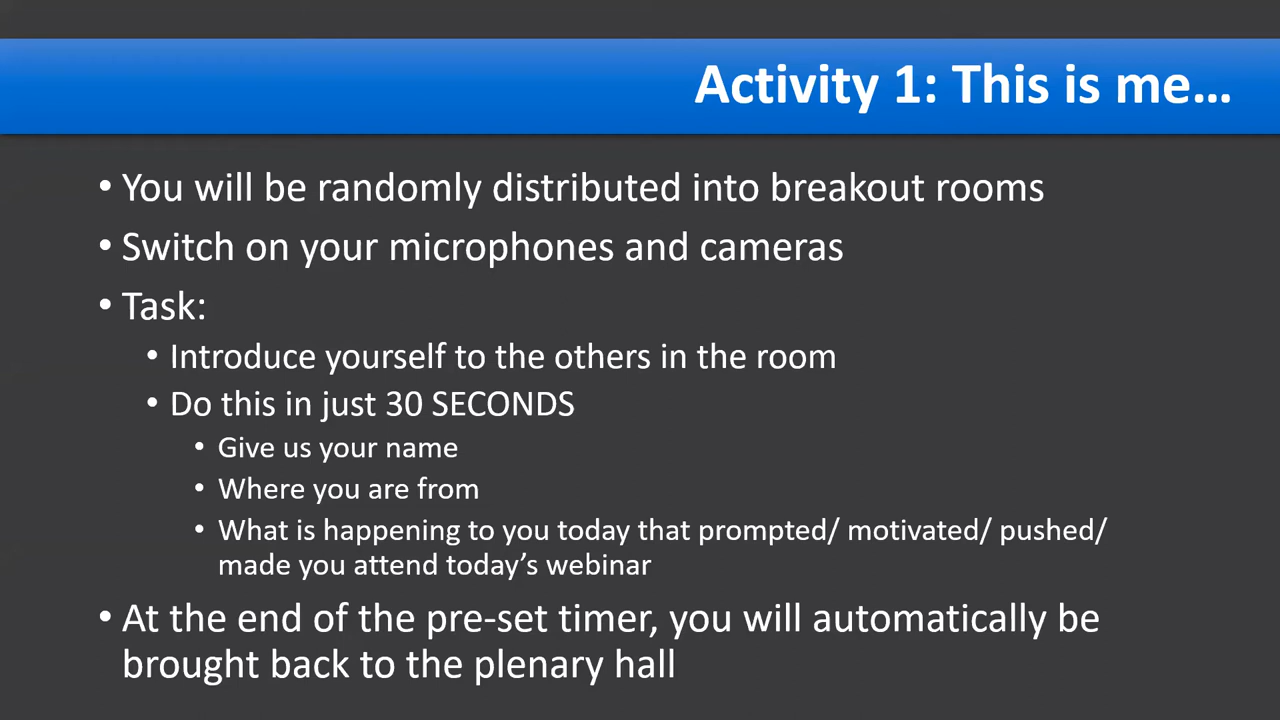 Activity 1: This is me…
• You will be randomly distributed into breakout rooms
• Switch on your microphones and cameras
• Task:
• Introduce yourself to the others in the room
• Do this in just 30 SECONDS
• Give us your name
• Where you are from
• What is happening to you today that prompted/ motivated/ pushed/
made you attend today’s webinar
• At the end of the pre-set timer, you will automatically be
brought back to the plenary hall